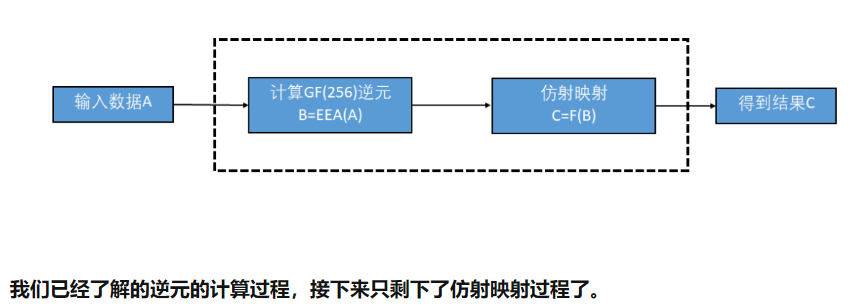 输入数据A
计算GF(256)逆元
B=EEA(A)
仿射映射
C=F(B)
得到结果C
我们已经了解的逆元的计算过程，接下来只剩下了仿射映射过程了。